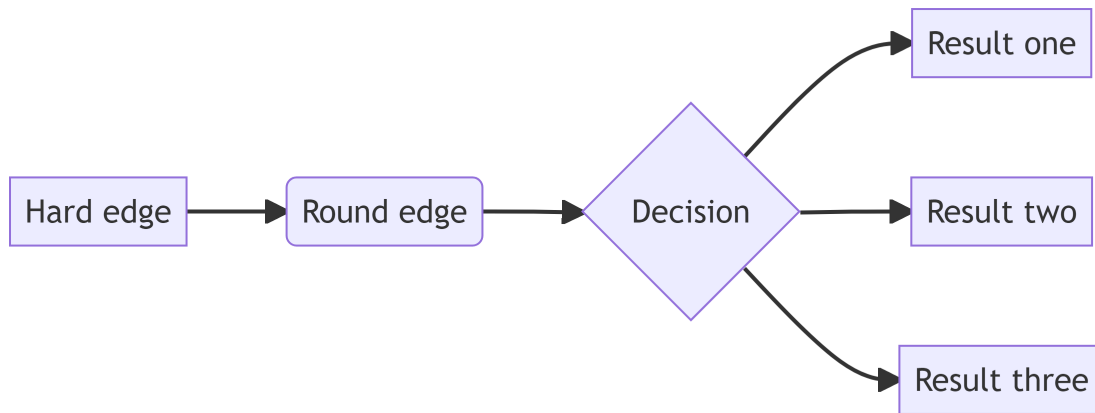 Hard edge
Round edge
Decision
Result one
Result two
Result three